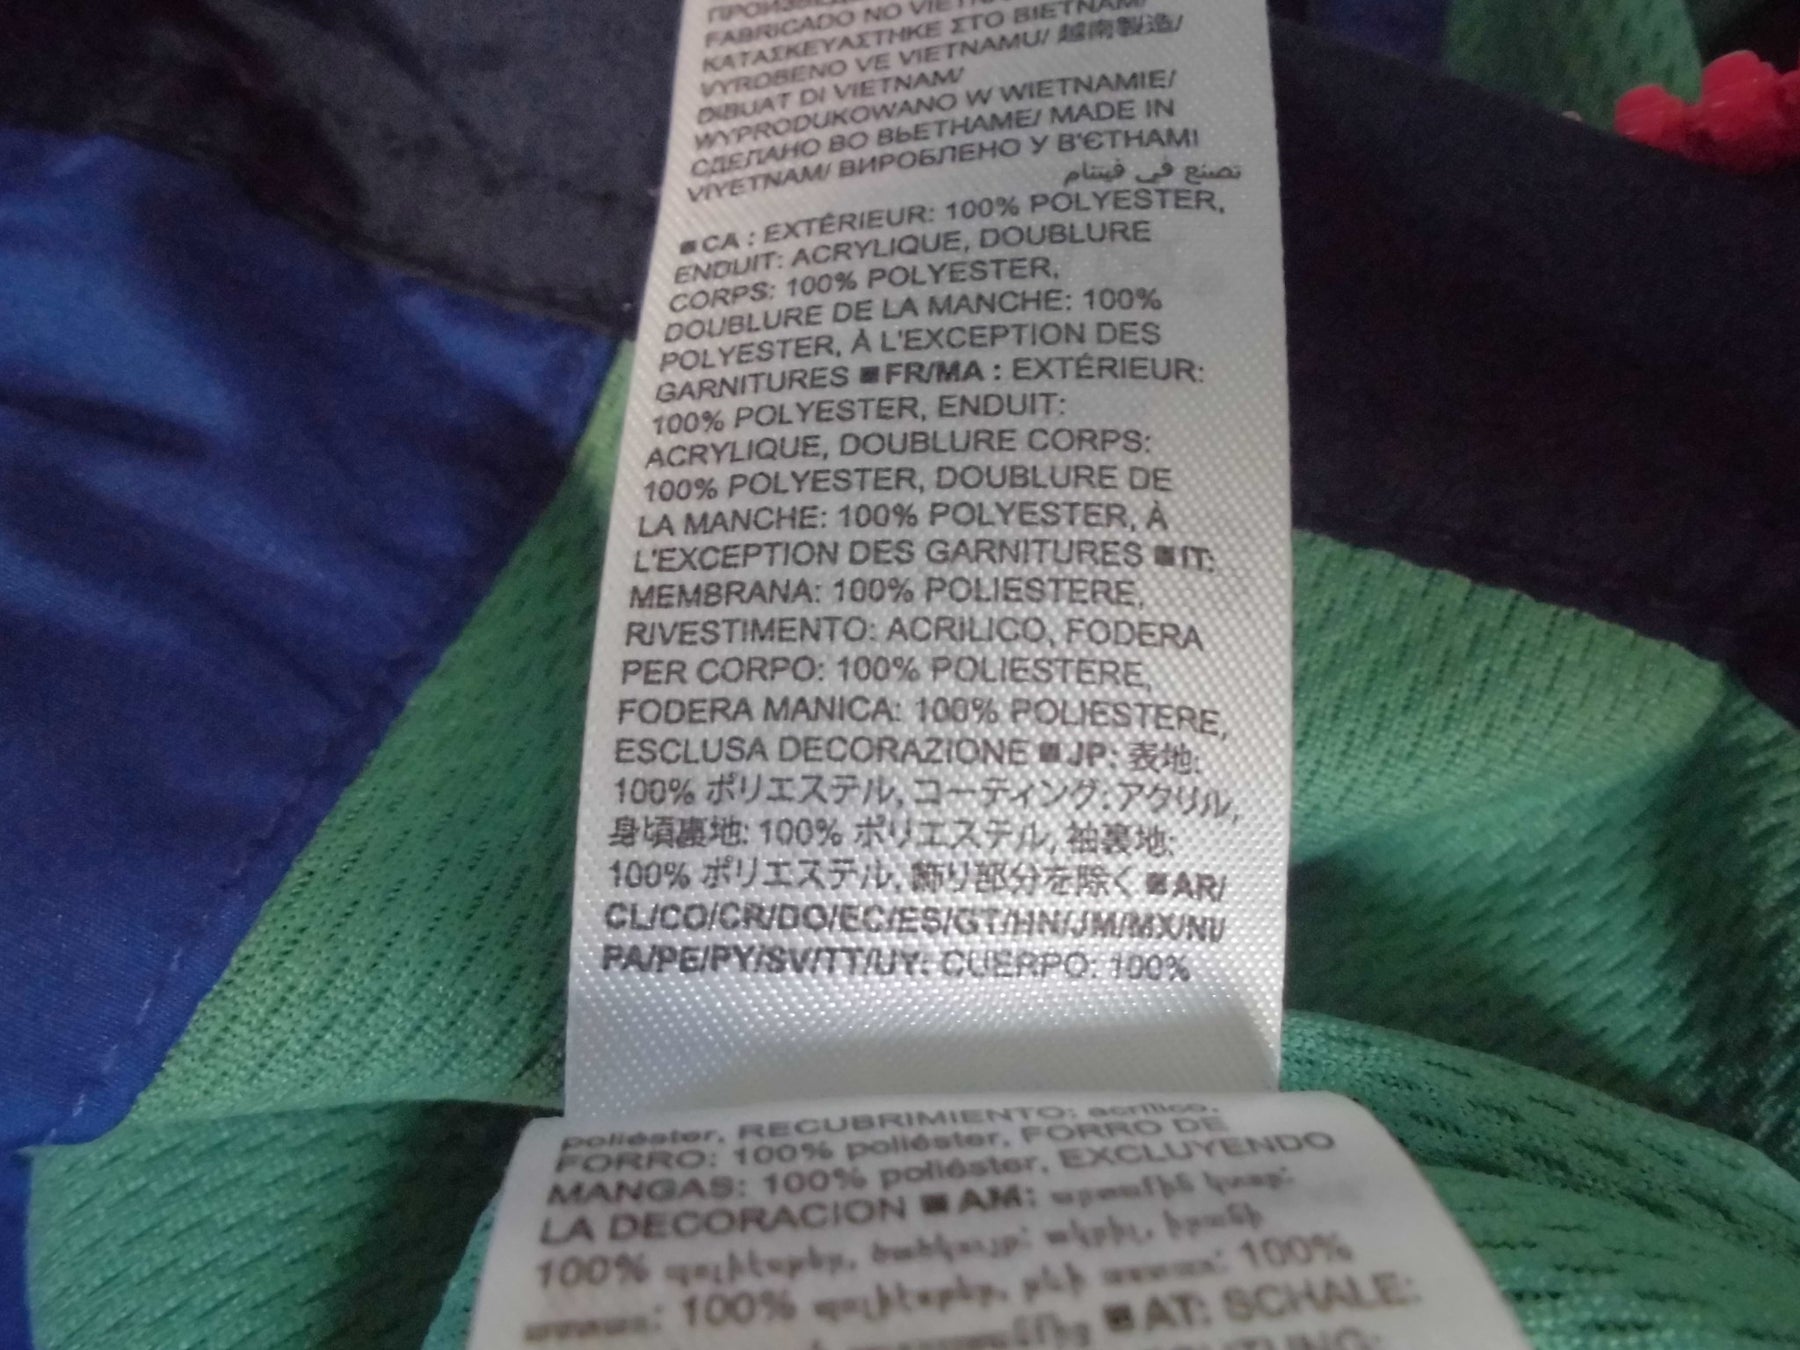 FABRICADO NO
ΚΑΤΑΣΚΕΥΑΣΤΗΚΕ ΣΤΟ ΒΙΕΤΝΑΜ/
VYROBENO VE VIETNAMU/ 越南製造/
DIBUAT DI VIETNAM/
WYPRODUKOWANO W WIETNAMIE/
СДЕЛАНО ВО ВЬЕТНАМЕ/ MADE IN
VİYETNAM/ ВИРОБЛЕНО У В'ЄТНАМІ
تصنع في فيتنام
■CA : EXTÉRIEUR: 100% POLYESTER,
ENDUIT: ACRYLIQUE, DOUBLURE
CORPS: 100% POLYESTER,
DOUBLURE DE LA MANCHE: 100%
POLYESTER, À L'EXCEPTION DES
GARNITURES ■FR/MA : EXTÉRIEUR:
100% POLYESTER, ENDUIT:
ACRYLIQUE, DOUBLURE CORPS:
100% POLYESTER, DOUBLURE DE
LA MANCHE: 100% POLYESTER, À
L'EXCEPTION DES GARNITURES ■IT:
MEMBRANA: 100% POLIESTERE,
RIVESTIMENTO: ACRILICO, FODERA
PER CORPO: 100% POLIESTERE,
FODERA MANICA: 100% POLIESTERE,
ESCLUSA DECORAZIONE ■JP: 表地:
100% ポリエステル, コーティング: アクリル,
身頃裏地: 100% ポリエステル, 袖裏地:
100% ポリエステル, 飾り部分を除く ■AR/
CL/CO/CR/DO/EC/ES/GT/HN/JM/MX/NI/
PA/PE/PY/SV/TT/UY: CUERPO: 100%
poliéster, RECUBRIMIENTO: acrílico,
FORRO: 100% poliéster, FORRO DE
MANGAS: 100% poliéster, EXCLUYENDO
LA DECORACION ■AM: արտամին կտոր:
100%
100% 100%
■AT: SCHALE: